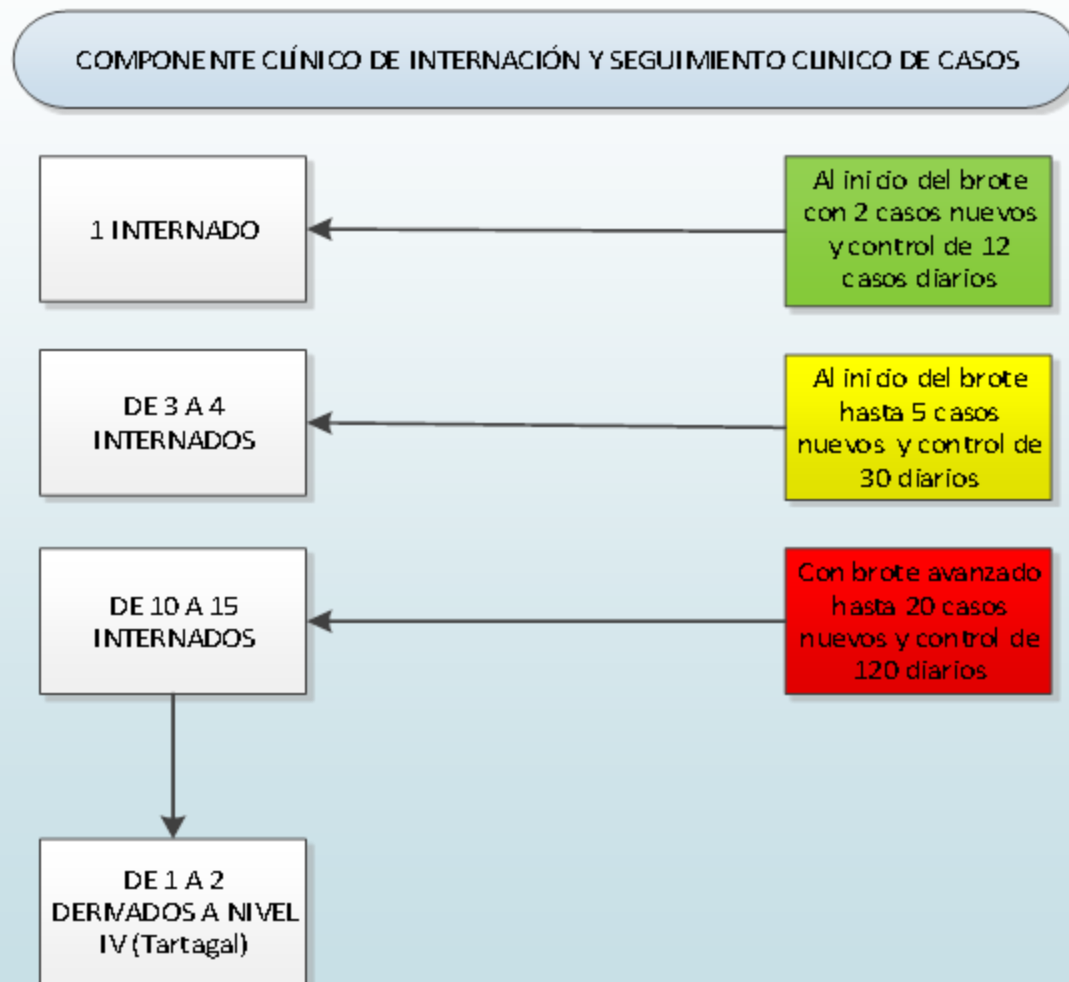 COMPONENTE CLÍNICO DE INTERNACIÓN Y SEGUIMIENTO CLINICO DE CASOS
1 INTERNADO
Al inicio del brote
con 2 casos nuevos
y control de 12
casos diarios
DE 3 A 4
INTERNADOS
Al inicio del brote
hasta 5 casos
nuevos y control de
30 diarios
DE 10 A 15
INTERNADOS
Con brote avanzado
hasta 20 casos
nuevos y control de
120 diarios
DE 1 A 2
DERIVADOS A NIVEL
IV (Tartagal)